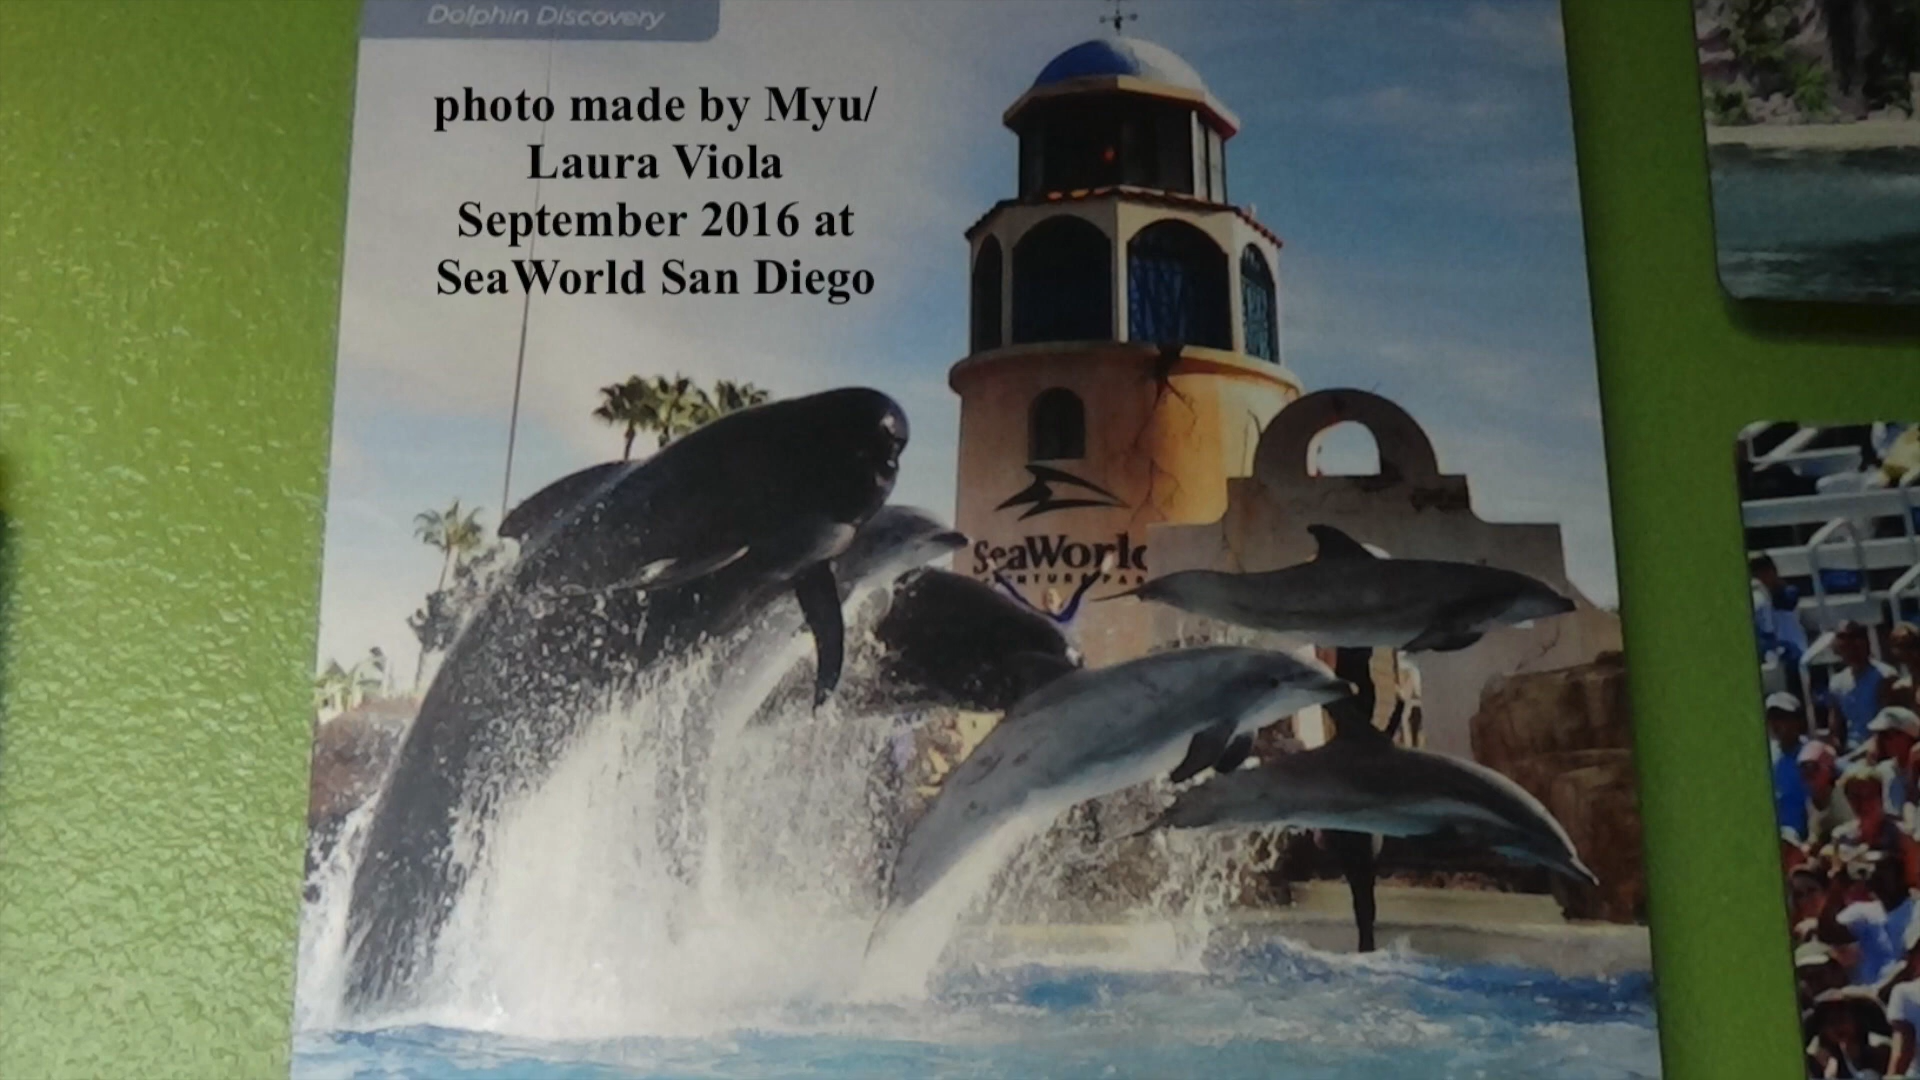 Dolphin Discovery
photo made by Myu/
Laura Viola
September 2016 at
SeaWorld San Diego
SeaWorld